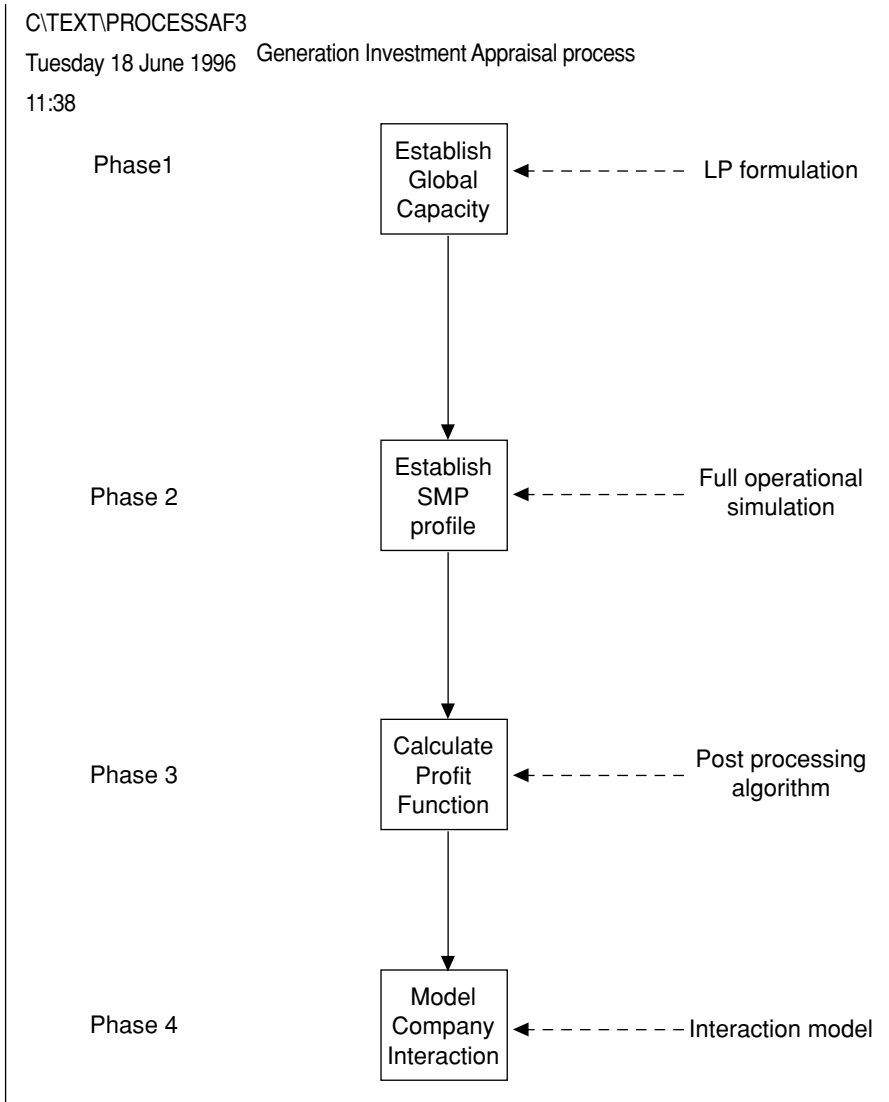 C\TEXT\PROCESSAF3
Tuesday 18 June 1996
Generation Investment Appraisal process
11:38
Phase1
Establish
Global
Capacity
LP formulation
Phase 2
Establish
SMP
profile
Full operational
simulation
Phase 3
Calculate
Profit
Function
Post processing
algorithm
Phase 4
Model
Company
Interaction
Interaction model